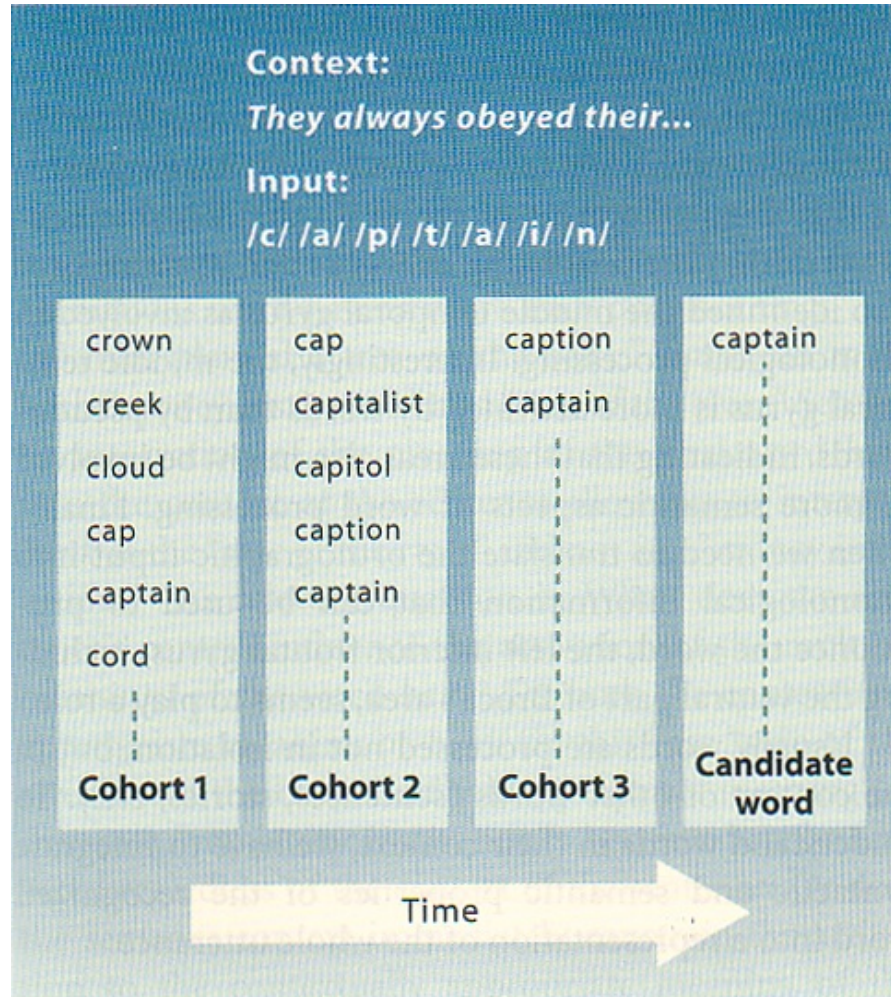 Context:
They always obeyed their...
Input:
/c/ /a/ /p/ /t/ /a/ /i/ /n/
crown
creek
cloud
cap
captain
cord
Cohort 1
cap
capitalist
capitol
caption
captain
Cohort 2
caption
captain
Cohort 3
captain
Candidate
word
Time